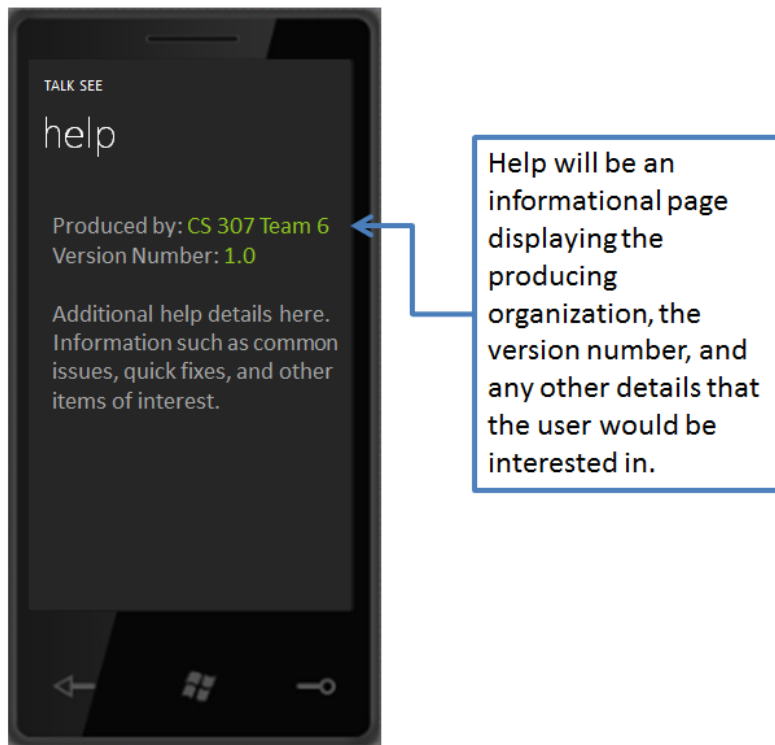 TALK SEE
help
Produced by: CS 307 Team 6
Version Number: 1.0
Additional help details here.
Information such as common
issues, quick fixes, and other
items of interest.
Help will be an
informational page
displaying the
producing
organization, the
version number, and
any other details that
the user would be
interested in.